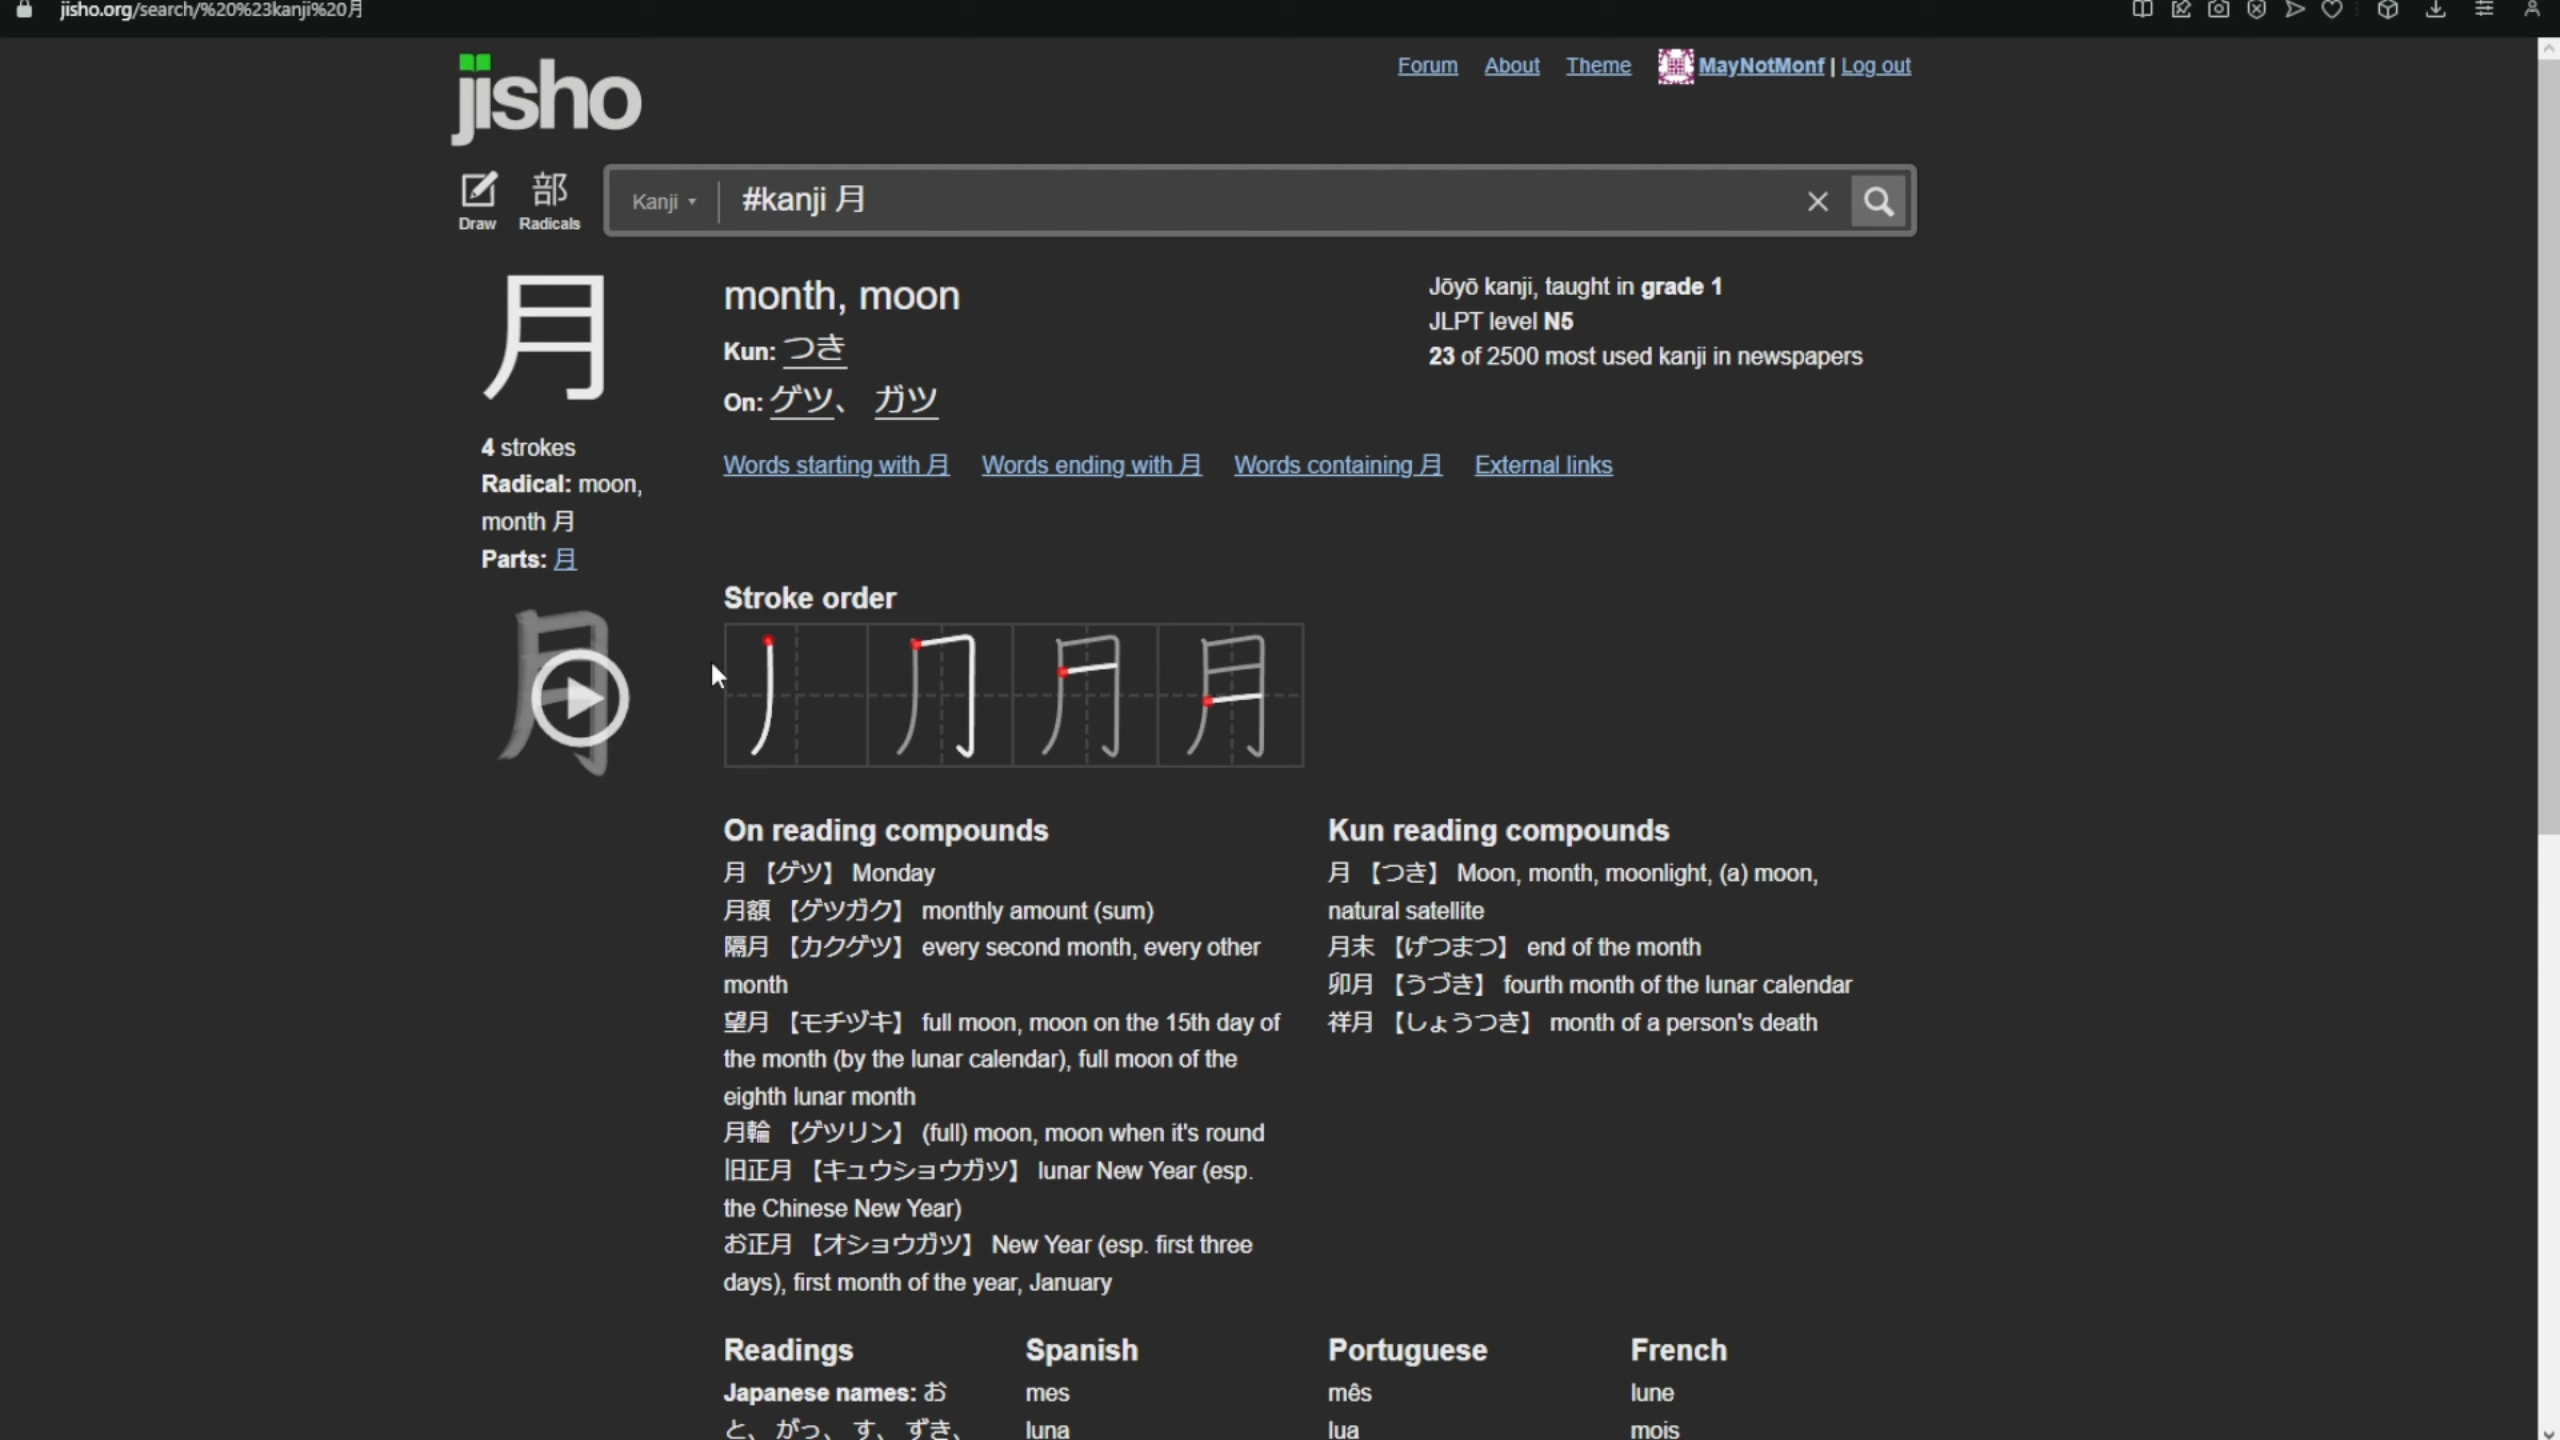 jisho.org/search/%20%23kanji%20月
jisho
Forum About Theme MayNotMonf | Log out
Draw
部
Radicals
Kanji ▾ #kanji 月
月
month, moon
Kun: つき
On: ゲツ、 ガツ
Jōyō kanji, taught in grade 1
JLPT level N5
23 of 2500 most used kanji in newspapers
4 strokes
Radical: moon,
month 月
Parts: 月
Words starting with 月 Words ending with 月 Words containing 月 External links
月
Stroke order
On reading compounds
月 【ゲツ】 Monday
月額 【ゲツガク】 monthly amount (sum)
隔月 【カクゲツ】 every second month, every other
month
望月 【モチヅキ】 full moon, moon on the 15th day of
the month (by the lunar calendar), full moon of the
eighth lunar month
月輪 【ゲツリン】 (full) moon, moon when it's round
旧正月 【キュウショウガツ】 lunar New Year (esp.
the Chinese New Year)
お正月 【オショウガツ】 New Year (esp. first three
days), first month of the year, January
Kun reading compounds
月 【つき】 Moon, month, moonlight, (a) moon,
natural satellite
月末 【げつまつ】 end of the month
卯月 【うづき】 fourth month of the lunar calendar
祥月 【しょうつき】 month of a person's death
Readings
Japanese names: お
と、 がっ、 す、 ずき、
Spanish
mes
luna
Portuguese
mês
lua
French
lune
mois